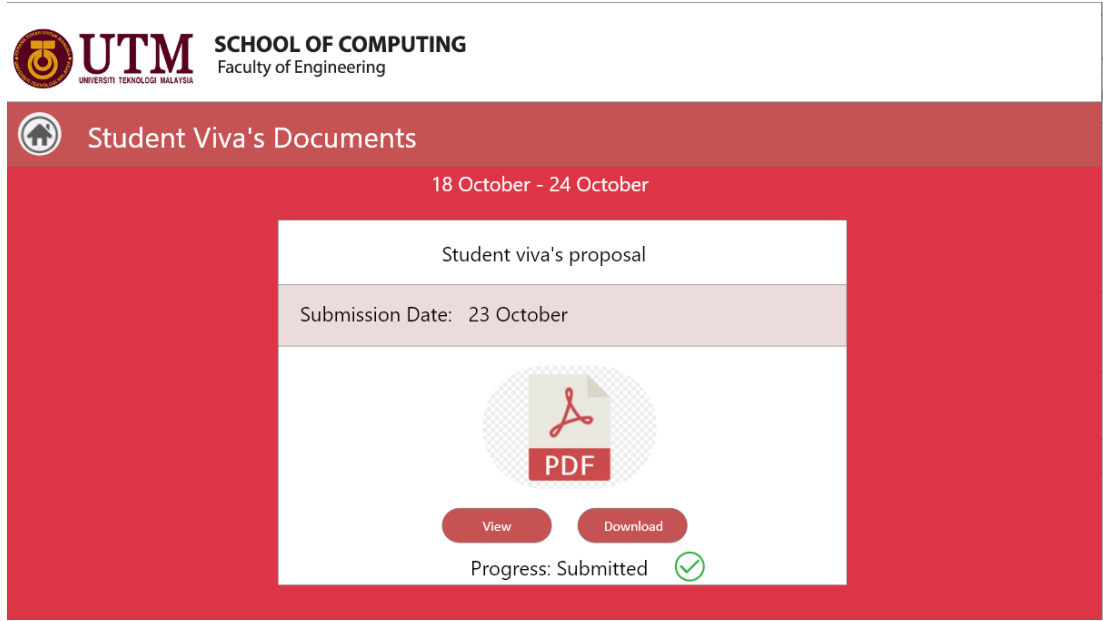 UTM
UNIVERSITI TEKNOLOGI MALAYSIA
SCHOOL OF COMPUTING
Faculty of Engineering
Student Viva's Documents
18 October - 24 October
Student viva's proposal
Submission Date: 23 October
PDF
View
Download
Progress: Submitted